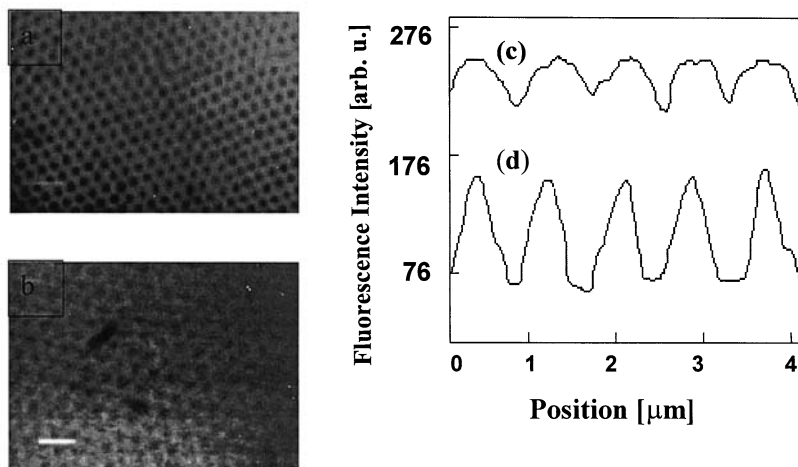 a
b
Fluorescence Intensity [arb. u.]
276
176
76
(c)
(d)
0 1 2 3 4
Position [μm]